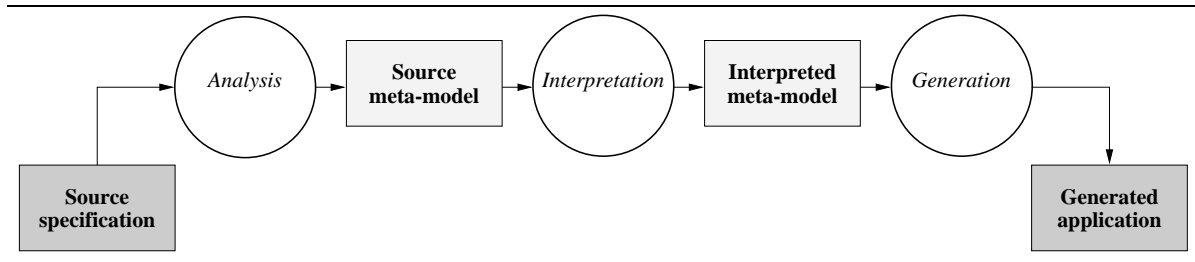 Analysis
Source
meta-model
Interpretation
Interpreted
meta-model
Generation
Source
specification
Generated
application